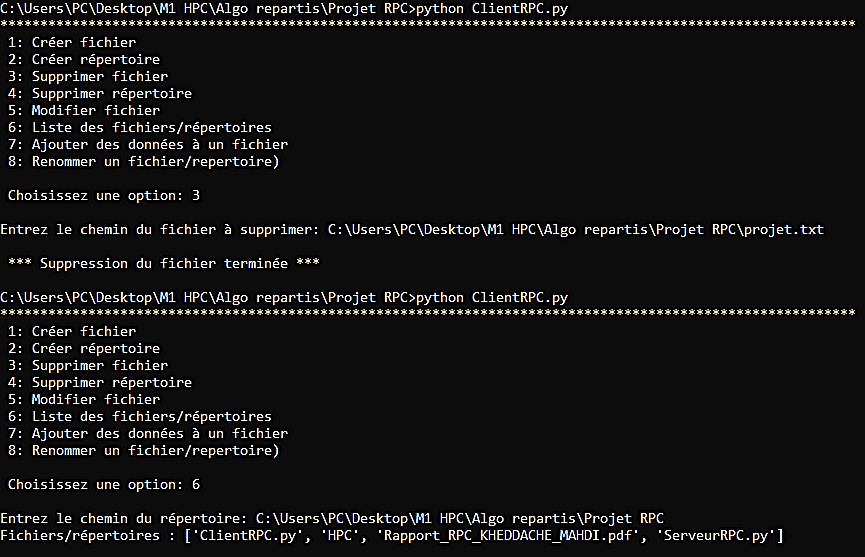 C:\Users\PC\Desktop\M1 HPC\Algo repartis\Projet RPC>python ClientRPC.py
***********************************************************************************************************
1: Créer fichier
2: Créer répertoire
3: Supprimer fichier
4: Supprimer répertoire
5: Modifier fichier
6: Liste des fichiers/répertoires
7: Ajouter des données à un fichier
8: Renommer un fichier/repertoire)
Choisissez une option: 3
Entrez le chemin du fichier à supprimer: C:\Users\PC\Desktop\M1 HPC\Algo repartis\Projet RPC\projet.txt
*** Suppression du fichier terminée ***
C:\Users\PC\Desktop\M1 HPC\Algo repartis\Projet RPC>python ClientRPC.py
***********************************************************************************************************
1: Créer fichier
2: Créer répertoire
3: Supprimer fichier
4: Supprimer répertoire
5: Modifier fichier
6: Liste des fichiers/répertoires
7: Ajouter des données à un fichier
8: Renommer un fichier/repertoire)
Choisissez une option: 6
Entrez le chemin du répertoire: C:\Users\PC\Desktop\M1 HPC\Algo repartis\Projet RPC
Fichiers/répertoires : ['ClientRPC.py', 'HPC', 'Rapport_RPC_KHEDDACHE_MAHDI.pdf', 'ServeurRPC.py']